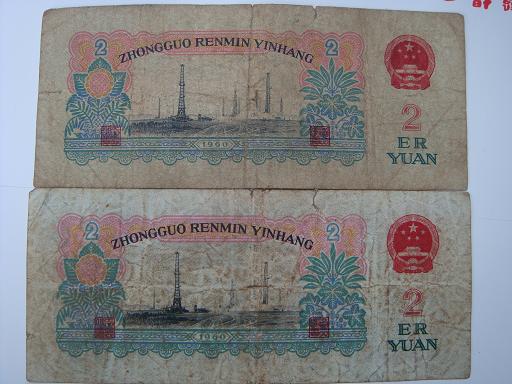 2 ZHONGGUO RENMIN YINHANG 2
2
1960
ER
YUAN
2 ZHONGGUO RENMIN YINHANG 2
2
1960
ER
YUAN